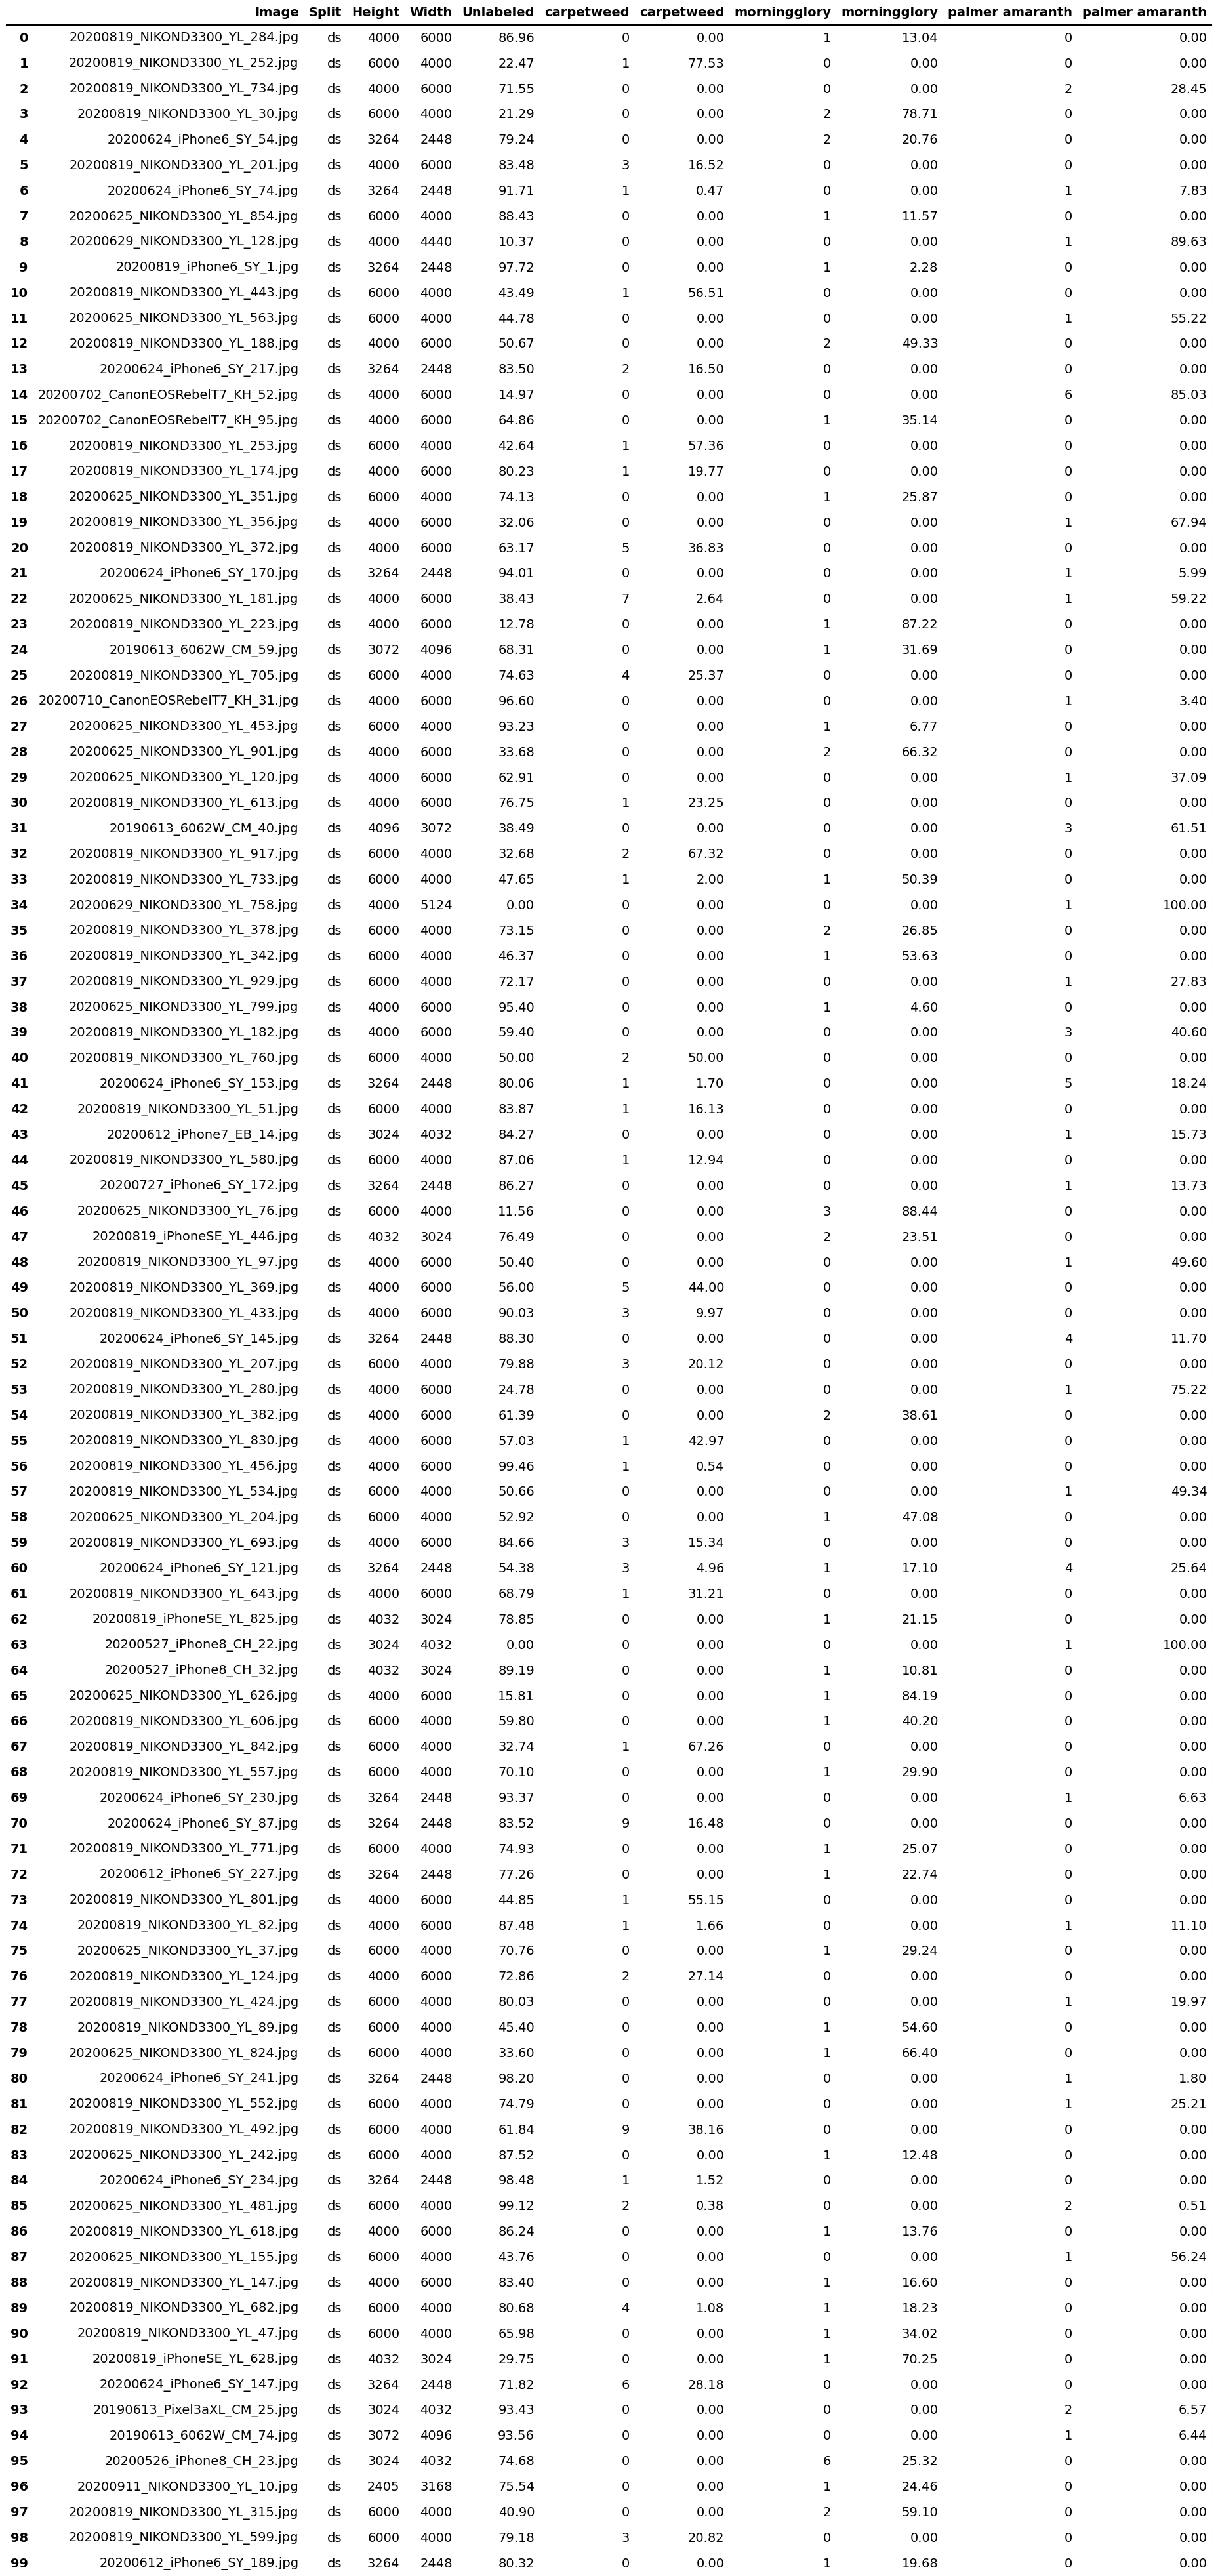 Image Split Height Width Unlabeled carpetweed carpetweed morningglory morningglory palmer amaranth palmer amaranth
0 20200819_NIKOND3300_YL_284.jpg ds 4000 6000 86.96 0 0.00 1 13.04 0 0.00
1 20200819_NIKOND3300_YL_252.jpg ds 6000 4000 22.47 1 77.53 0 0.00 0 0.00
2 20200819_NIKOND3300_YL_734.jpg ds 4000 6000 71.55 0 0.00 0 0.00 2 28.45
3 20200819_NIKOND3300_YL_30.jpg ds 6000 4000 21.29 0 0.00 2 78.71 0 0.00
4 20200624_iPhone6_SY_54.jpg ds 3264 2448 79.24 0 0.00 2 20.76 0 0.00
5 20200819_NIKOND3300_YL_201.jpg ds 4000 6000 83.48 3 16.52 0 0.00 0 0.00
6 20200624_iPhone6_SY_74.jpg ds 3264 2448 91.71 1 0.47 0 0.00 1 7.83
7 20200625_NIKOND3300_YL_854.jpg ds 6000 4000 88.43 0 0.00 1 11.57 0 0.00
8 20200629_NIKOND3300_YL_128.jpg ds 4000 4440 10.37 0 0.00 0 0.00 1 89.63
9 20200819_iPhone6_SY_1.jpg ds 3264 2448 97.72 0 0.00 1 2.28 0 0.00
10 20200819_NIKOND3300_YL_443.jpg ds 6000 4000 43.49 1 56.51 0 0.00 0 0.00
11 20200625_NIKOND3300_YL_563.jpg ds 6000 4000 44.78 0 0.00 0 0.00 1 55.22
12 20200819_NIKOND3300_YL_188.jpg ds 4000 6000 50.67 0 0.00 2 49.33 0 0.00
13 20200624_iPhone6_SY_217.jpg ds 3264 2448 83.50 2 16.50 0 0.00 0 0.00
14 20200702_CanonEOSRebelT7_KH_52.jpg ds 4000 6000 14.97 0 0.00 0 0.00 6 85.03
15 20200702_CanonEOSRebelT7_KH_95.jpg ds 4000 6000 64.86 0 0.00 1 35.14 0 0.00
16 20200819_NIKOND3300_YL_253.jpg ds 6000 4000 42.64 1 57.36 0 0.00 0 0.00
17 20200819_NIKOND3300_YL_174.jpg ds 4000 6000 80.23 1 19.77 0 0.00 0 0.00
18 20200625_NIKOND3300_YL_351.jpg ds 6000 4000 74.13 0 0.00 1 25.87 0 0.00
19 20200819_NIKOND3300_YL_356.jpg ds 4000 6000 32.06 0 0.00 0 0.00 1 67.94
20 20200819_NIKOND3300_YL_372.jpg ds 4000 6000 63.17 5 36.83 0 0.00 0 0.00
21 20200624_iPhone6_SY_170.jpg ds 3264 2448 94.01 0 0.00 0 0.00 1 5.99
22 20200625_NIKOND3300_YL_181.jpg ds 4000 6000 38.43 7 2.64 0 0.00 1 59.22
23 20200819_NIKOND3300_YL_223.jpg ds 4000 6000 12.78 0 0.00 1 87.22 0 0.00
24 20190613_6062W_CM_59.jpg ds 3072 4096 68.31 0 0.00 1 31.69 0 0.00
25 20200819_NIKOND3300_YL_705.jpg ds 6000 4000 74.63 4 25.37 0 0.00 0 0.00
26 20200710_CanonEOSRebelT7_KH_31.jpg ds 4000 6000 96.60 0 0.00 0 0.00 1 3.40
27 20200625_NIKOND3300_YL_453.jpg ds 6000 4000 93.23 0 0.00 1 6.77 0 0.00
28 20200625_NIKOND3300_YL_901.jpg ds 4000 6000 33.68 0 0.00 2 66.32 0 0.00
29 20200625_NIKOND3300_YL_120.jpg ds 4000 6000 62.91 0 0.00 0 0.00 1 37.09
30 20200819_NIKOND3300_YL_613.jpg ds 4000 6000 76.75 1 23.25 0 0.00 0 0.00
31 20190613_6062W_CM_40.jpg ds 4096 3072 38.49 0 0.00 0 0.00 3 61.51
32 20200819_NIKOND3300_YL_917.jpg ds 6000 4000 32.68 2 67.32 0 0.00 0 0.00
33 20200819_NIKOND3300_YL_733.jpg ds 6000 4000 47.65 1 2.00 1 50.39 0 0.00
34 20200629_NIKOND3300_YL_758.jpg ds 4000 5124 0.00 0 0.00 0 0.00 1 100.00
35 20200819_NIKOND3300_YL_378.jpg ds 6000 4000 73.15 0 0.00 2 26.85 0 0.00
36 20200819_NIKOND3300_YL_342.jpg ds 6000 4000 46.37 0 0.00 1 53.63 0 0.00
37 20200819_NIKOND3300_YL_929.jpg ds 6000 4000 72.17 0 0.00 0 0.00 1 27.83
38 20200625_NIKOND3300_YL_799.jpg ds 4000 6000 95.40 0 0.00 1 4.60 0 0.00
39 20200819_NIKOND3300_YL_182.jpg ds 4000 6000 59.40 0 0.00 0 0.00 3 40.60
40 20200819_NIKOND3300_YL_760.jpg ds 6000 4000 50.00 2 50.00 0 0.00 0 0.00
41 20200624_iPhone6_SY_153.jpg ds 3264 2448 80.06 1 1.70 0 0.00 5 18.24
42 20200819_NIKOND3300_YL_51.jpg ds 6000 4000 83.87 1 16.13 0 0.00 0 0.00
43 20200612_iPhone7_EB_14.jpg ds 3024 4032 84.27 0 0.00 0 0.00 1 15.73
44 20200819_NIKOND3300_YL_580.jpg ds 6000 4000 87.06 1 12.94 0 0.00 0 0.00
45 20200727_iPhone6_SY_172.jpg ds 3264 2448 86.27 0 0.00 0 0.00 1 13.73
46 20200625_NIKOND3300_YL_76.jpg ds 6000 4000 11.56 0 0.00 3 88.44 0 0.00
47 20200819_iPhoneSE_YL_446.jpg ds 4032 3024 76.49 0 0.00 2 23.51 0 0.00
48 20200819_NIKOND3300_YL_97.jpg ds 4000 6000 50.40 0 0.00 0 0.00 1 49.60
49 20200819_NIKOND3300_YL_369.jpg ds 4000 6000 56.00 5 44.00 0 0.00 0 0.00
50 20200819_NIKOND3300_YL_433.jpg ds 4000 6000 90.03 3 9.97 0 0.00 0 0.00
51 20200624_iPhone6_SY_145.jpg ds 3264 2448 88.30 0 0.00 0 0.00 4 11.70
52 20200819_NIKOND3300_YL_207.jpg ds 6000 4000 79.88 3 20.12 0 0.00 0 0.00
53 20200819_NIKOND3300_YL_280.jpg ds 4000 6000 24.78 0 0.00 0 0.00 1 75.22
54 20200819_NIKOND3300_YL_382.jpg ds 4000 6000 61.39 0 0.00 2 38.61 0 0.00
55 20200819_NIKOND3300_YL_830.jpg ds 4000 6000 57.03 1 42.97 0 0.00 0 0.00
56 20200819_NIKOND3300_YL_456.jpg ds 4000 6000 99.46 1 0.54 0 0.00 0 0.00
57 20200819_NIKOND3300_YL_534.jpg ds 4000 6000 50.66 0 0.00 0 0.00 1 49.34
58 20200625_NIKOND3300_YL_204.jpg ds 6000 4000 52.92 0 0.00 1 47.08 0 0.00
59 20200819_NIKOND3300_YL_693.jpg ds 4000 6000 84.66 3 15.34 0 0.00 0 0.00
60 20200624_iPhone6_SY_121.jpg ds 3264 2448 54.38 3 4.96 1 17.10 4 25.64
61 20200819_NIKOND3300_YL_643.jpg ds 4000 6000 68.79 1 31.21 0 0.00 0 0.00
62 20200819_iPhoneSE_YL_825.jpg ds 4032 3024 78.85 0 0.00 1 21.15 0 0.00
63 20200527_iPhone8_CH_22.jpg ds 3024 4032 0.00 0 0.00 0 0.00 1 100.00
64 20200527_iPhone8_CH_32.jpg ds 4032 3024 89.19 0 0.00 1 10.81 0 0.00
65 20200625_NIKOND3300_YL_626.jpg ds 4000 6000 15.81 0 0.00 1 84.19 0 0.00
66 20200819_NIKOND3300_YL_606.jpg ds 6000 4000 59.80 0 0.00 1 40.20 0 0.00
67 20200819_NIKOND3300_YL_842.jpg ds 6000 4000 32.74 1 67.26 0 0.00 0 0.00
68 20200819_NIKOND3300_YL_557.jpg ds 6000 4000 70.10 0 0.00 1 29.90 0 0.00
69 20200624_iPhone6_SY_230.jpg ds 3264 2448 93.37 0 0.00 0 0.00 1 6.63
70 20200624_iPhone6_SY_87.jpg ds 3264 2448 83.52 9 16.48 0 0.00 0 0.00
71 20200819_NIKOND3300_YL_771.jpg ds 6000 4000 74.93 0 0.00 1 25.07 0 0.00
72 20200612_iPhone6_SY_227.jpg ds 3264 2448 77.26 0 0.00 1 22.74 0 0.00
73 20200819_NIKOND3300_YL_801.jpg ds 4000 6000 44.85 1 55.15 0 0.00 0 0.00
74 20200819_NIKOND3300_YL_82.jpg ds 4000 6000 87.48 1 1.66 0 0.00 1 11.10
75 20200625_NIKOND3300_YL_37.jpg ds 6000 4000 70.76 0 0.00 1 29.24 0 0.00
76 20200819_NIKOND3300_YL_124.jpg ds 4000 6000 72.86 2 27.14 0 0.00 0 0.00
77 20200819_NIKOND3300_YL_424.jpg ds 6000 4000 80.03 0 0.00 0 0.00 1 19.97
78 20200819_NIKOND3300_YL_89.jpg ds 6000 4000 45.40 0 0.00 1 54.60 0 0.00
79 20200625_NIKOND3300_YL_824.jpg ds 6000 4000 33.60 0 0.00 1 66.40 0 0.00
80 20200624_iPhone6_SY_241.jpg ds 3264 2448 98.20 0 0.00 0 0.00 1 1.80
81 20200819_NIKOND3300_YL_552.jpg ds 6000 4000 74.79 0 0.00 0 0.00 1 25.21
82 20200819_NIKOND3300_YL_492.jpg ds 6000 4000 61.84 9 38.16 0 0.00 0 0.00
83 20200625_NIKOND3300_YL_242.jpg ds 6000 4000 87.52 0 0.00 1 12.48 0 0.00
84 20200624_iPhone6_SY_234.jpg ds 3264 2448 98.48 1 1.52 0 0.00 0 0.00
85 20200625_NIKOND3300_YL_481.jpg ds 6000 4000 99.12 2 0.38 0 0.00 2 0.51
86 20200819_NIKOND3300_YL_618.jpg ds 4000 6000 86.24 0 0.00 1 13.76 0 0.00
87 20200625_NIKOND3300_YL_155.jpg ds 6000 4000 43.76 0 0.00 0 0.00 1 56.24
88 20200819_NIKOND3300_YL_147.jpg ds 4000 6000 83.40 0 0.00 1 16.60 0 0.00
89 20200819_NIKOND3300_YL_682.jpg ds 6000 4000 80.68 4 1.08 1 18.23 0 0.00
90 20200819_NIKOND3300_YL_47.jpg ds 6000 4000 65.98 0 0.00 1 34.02 0 0.00
91 20200819_iPhoneSE_YL_628.jpg ds 4032 3024 29.75 0 0.00 1 70.25 0 0.00
92 20200624_iPhone6_SY_147.jpg ds 3264 2448 71.82 6 28.18 0 0.00 0 0.00
93 20190613_Pixel3aXL_CM_25.jpg ds 3024 4032 93.43 0 0.00 0 0.00 2 6.57
94 20190613_6062W_CM_74.jpg ds 3072 4096 93.56 0 0.00 0 0.00 1 6.44
95 20200526_iPhone8_CH_23.jpg ds 3024 4032 74.68 0 0.00 6 25.32 0 0.00
96 20200911_NIKOND3300_YL_10.jpg ds 2405 3168 75.54 0 0.00 1 24.46 0 0.00
97 20200819_NIKOND3300_YL_315.jpg ds 6000 4000 40.90 0 0.00 2 59.10 0 0.00
98 20200819_NIKOND3300_YL_599.jpg ds 6000 4000 79.18 3 20.82 0 0.00 0 0.00
99 20200612_iPhone6_SY_189.jpg ds 3264 2448 80.32 0 0.00 1 19.68 0 0.00